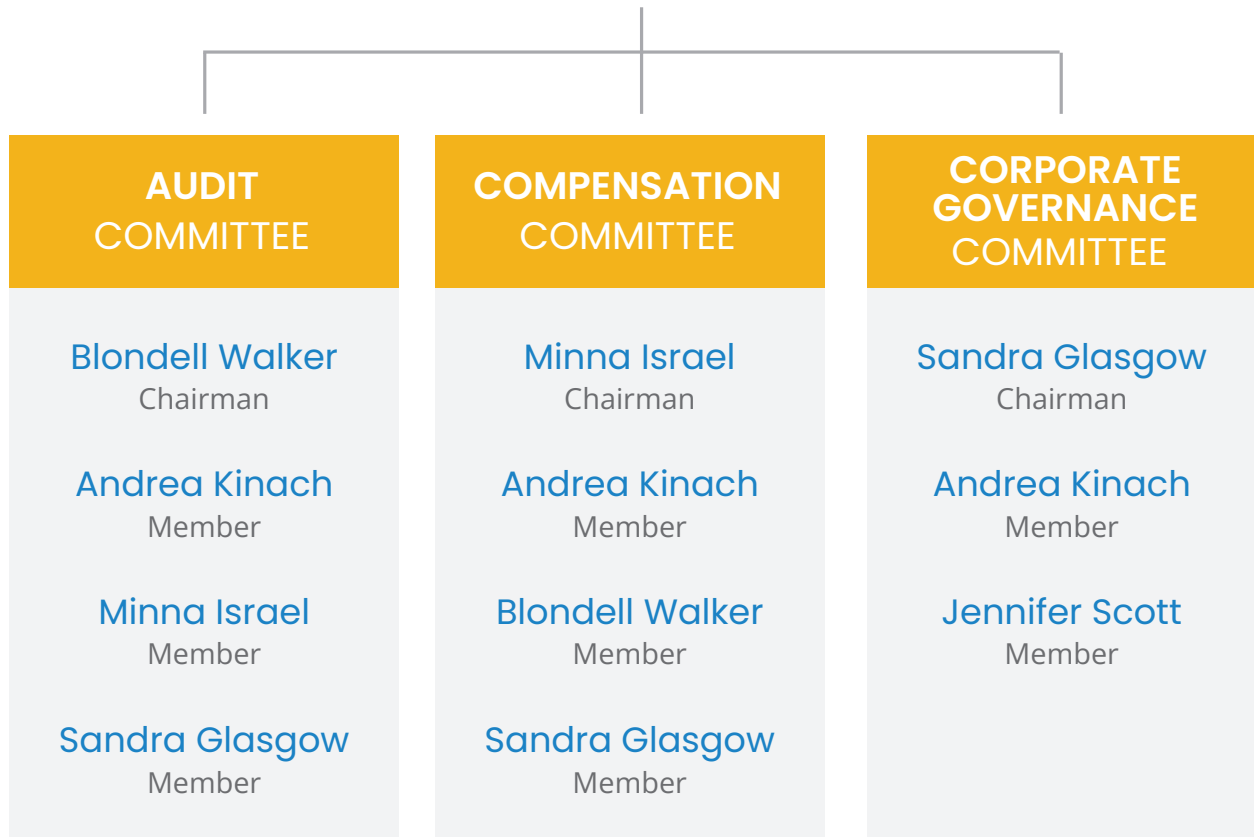 AUDIT
COMMITTEE
Blondell Walker
Chairman
Andrea Kinach
Member
Minna Israel
Member
Sandra Glasgow
Member
COMPENSATION
COMMITTEE
Minna Israel
Chairman
Andrea Kinach
Member
Blondell Walker
Member
Sandra Glasgow
Member
CORPORATE
GOVERNANCE
COMMITTEE
Sandra Glasgow
Chairman
Andrea Kinach
Member
Jennifer Scott
Member